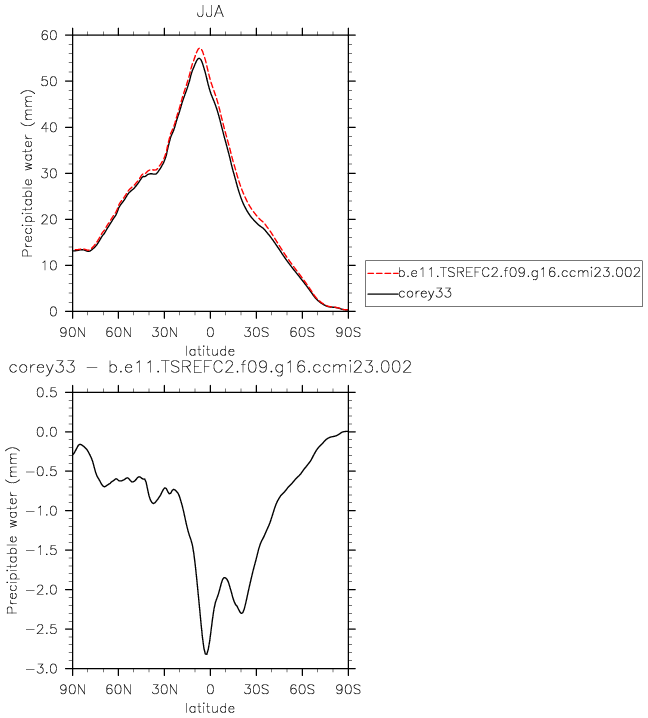 JJA
60
50
40
30
20
10
0
Precipitable water (mm)
90N 60N 30N 0 30S 60S 90S
latitude
b.e11.TSREFC2.f09.g16.ccmi23.002
corey33
corey33 − b.e11.TSREFC2.f09.g16.ccmi23.002
0.5
0.0
−0.5
−1.0
−1.5
−2.0
−2.5
−3.0
Precipitable water (mm)
90N 60N 30N 0 30S 60S 90S
latitude